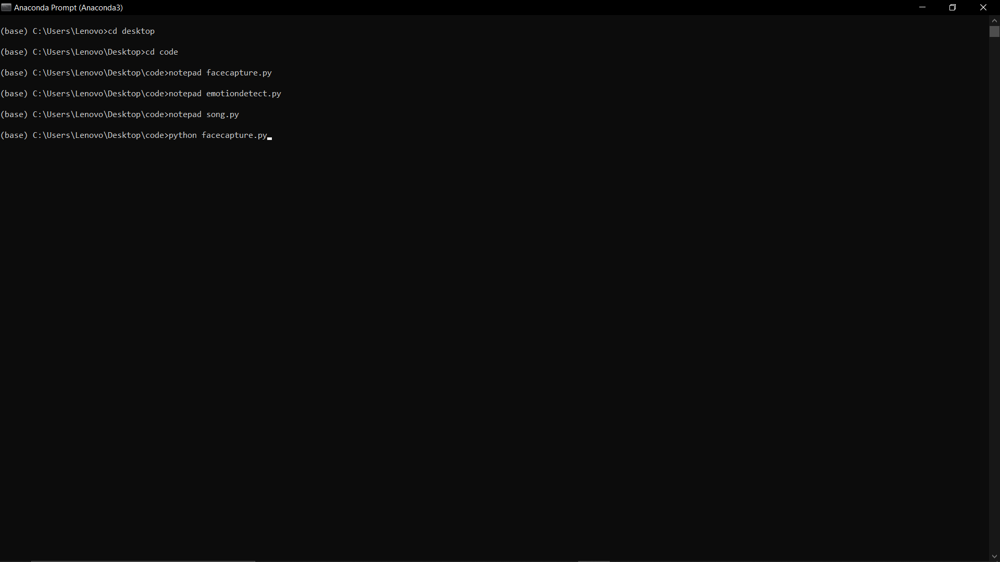 Anaconda Prompt (Anaconda3)
(base) C:\Users\Lenovo>cd desktop
(base) C:\Users\Lenovo\Desktop>cd code
(base) C:\Users\Lenovo\Desktop\code>notepad facecapture.py
(base) C:\Users\Lenovo\Desktop\code>notepad emotiondetect.py
(base) C:\Users\Lenovo\Desktop\code>notepad song.py
(base) C:\Users\Lenovo\Desktop\code>python facecapture.py